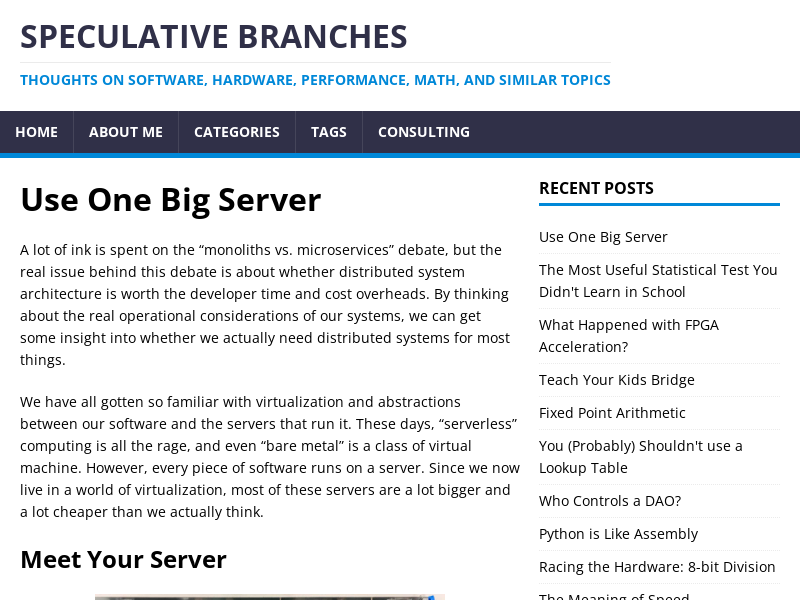 SPECULATIVE BRANCHES
THOUGHTS ON SOFTWARE, HARDWARE, PERFORMANCE, MATH, AND SIMILAR TOPICS
HOME
ABOUT ME
CATEGORIES
TAGS
CONSULTING
Use One Big Server
A lot of ink is spent on the “monoliths vs. microservices” debate, but the
real issue behind this debate is about whether distributed system
architecture is worth the developer time and cost overheads. By thinking
about the real operational considerations of our systems, we can get
some insight into whether we actually need distributed systems for most
things.
We have all gotten so familiar with virtualization and abstractions
between our software and the servers that run it. These days, “serverless”
computing is all the rage, and even “bare metal” is a class of virtual
machine. However, every piece of software runs on a server. Since we now
live in a world of virtualization, most of these servers are a lot bigger and
a lot cheaper than we actually think.
Meet Your Server
RECENT POSTS
Use One Big Server
The Most Useful Statistical Test You
Didn't Learn in School
What Happened with FPGA
Acceleration?
Teach Your Kids Bridge
Fixed Point Arithmetic
You (Probably) Shouldn't use a
Lookup Table
Who Controls a DAO?
Python is Like Assembly
Racing the Hardware: 8-bit Division
The Meaning of Speed